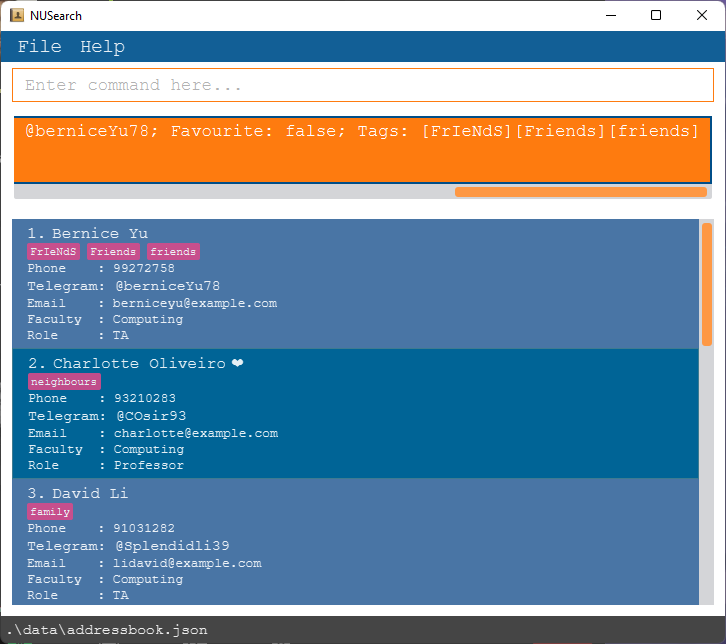 NUSearch
File Help
Enter command here...
@berniceYu78; Favourite: false; Tags: [FrIeNdS][Friends][friends]
1. Bernice Yu
FrIeNdS Friends friends
Phone : 99272758
Telegram: @berniceYu78
Email : berniceyu@example.com
Faculty : Computing
Role : TA
2. Charlotte Oliveiro ❤
neighbours
Phone : 93210283
Telegram: @COsir93
Email : charlotte@example.com
Faculty : Computing
Role : Professor
3. David Li
family
Phone : 91031282
Telegram: @Splendidli39
Email : lidavid@example.com
Faculty : Computing
Role : TA
.\data\addressbook.json